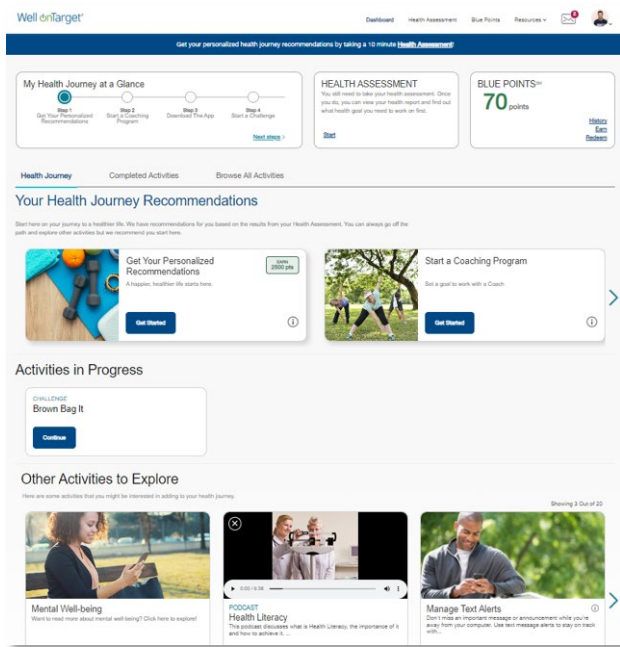 Well onTarget®
Dashboard Health Assessment Blue Points Resources
Get your personalized health journey recommendations by taking a 10 minute Health Assessment!
My Health Journey at a Glance
Step 1
Get Your Personalized
Recommendations
Step 2
Start a Coaching
Program
Step 3
Download The App
Step 4
Start a Challenge
Next steps >
HEALTH ASSESSMENT
You still need to take your health assessment. Once
you do, you can view your health report and find out
what health goal you need to work on first.
Start
BLUE POINTS℠
70 points
History
Earn
Redeem
Health Journey Completed Activities Browse All Activities
Your Health Journey Recommendations
Start here on your journey to a healthier life. We have recommendations for you based on the results from your Health Assessment. You can always go off the
path and explore other activities but we recommend you start here.
Get Your Personalized
Recommendations
EARN
2500 pts
A happier, healthier life starts here.
Get Started
Start a Coaching Program
Set a goal to work with a Coach
Get Started
Activities in Progress
CHALLENGE
Brown Bag It
Continue
Other Activities to Explore
Here are some activities that you might be interested in adding to your health journey.
Showing 3 Out of 20
Mental Well-being
Want to read more about mental well-being? Click here to explore!
0:00 / 6:38
PODCAST
Health Literacy
This podcast discusses what is Health Literacy, the importance of it
and how to achieve it. ...
Manage Text Alerts
Don't miss an important message or announcement while you're
away from your computer. Use text message alerts to stay on track
with...